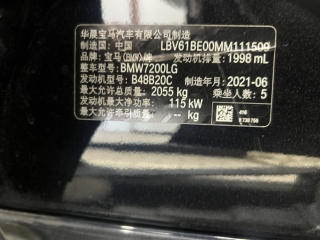 华晨宝马汽车有限公司制造
制造国：中国 LBV61BE00MM111509
品牌：宝马(BMW)牌 发动机排量：1998 mL
整车型号：BMW7200LG
发动机型号：B48B20C 制造年月：2021-06
最大允许总质量：2055 kg 乘坐人数：5
发动机最大净功率：115 kW
最大允许牵引质量：-- kg